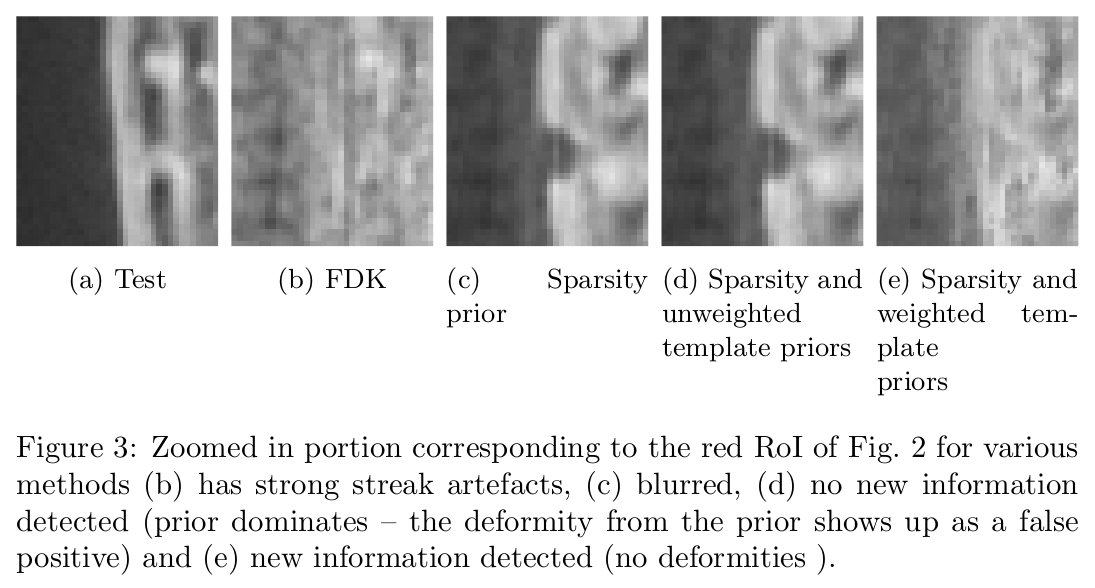 (a) Test
(b) FDK
(c) Sparsity
prior
(d) Sparsity and
unweighted
template priors
(e) Sparsity and
weighted tem-
plate
priors
Figure 3: Zoomed in portion corresponding to the red RoI of Fig. 2 for various
methods (b) has strong streak artefacts, (c) blurred, (d) no new information
detected (prior dominates – the deformity from the prior shows up as a false
positive) and (e) new information detected (no deformities ).